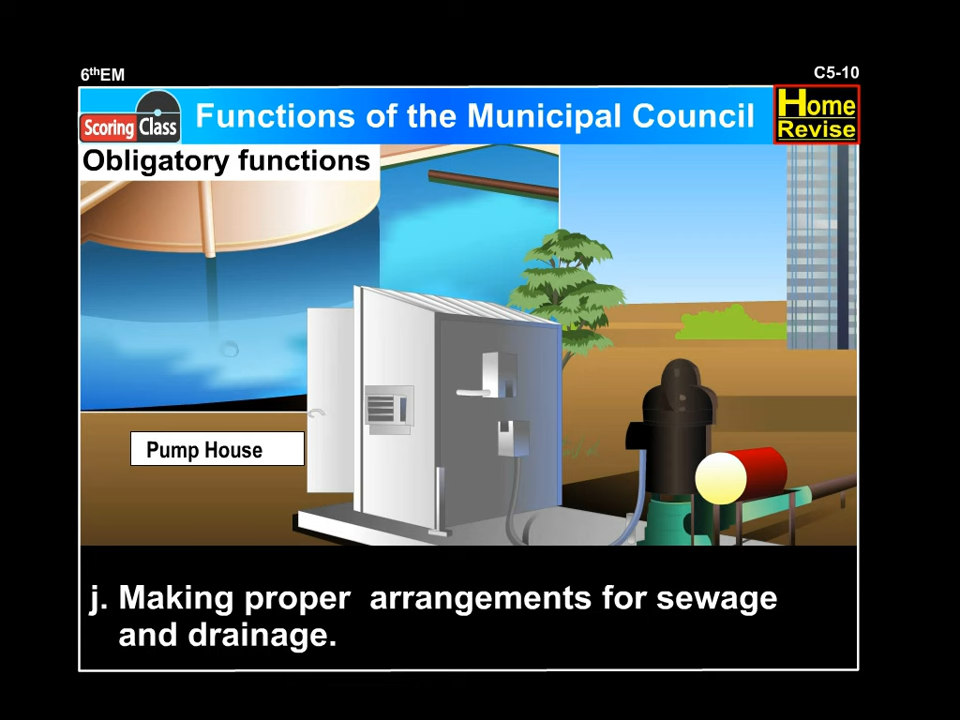 6thEM
C5-10
Scoring Class
Functions of the Municipal Council
Home
Revise
Obligatory functions
Pump House
j. Making proper arrangements for sewage
and drainage.